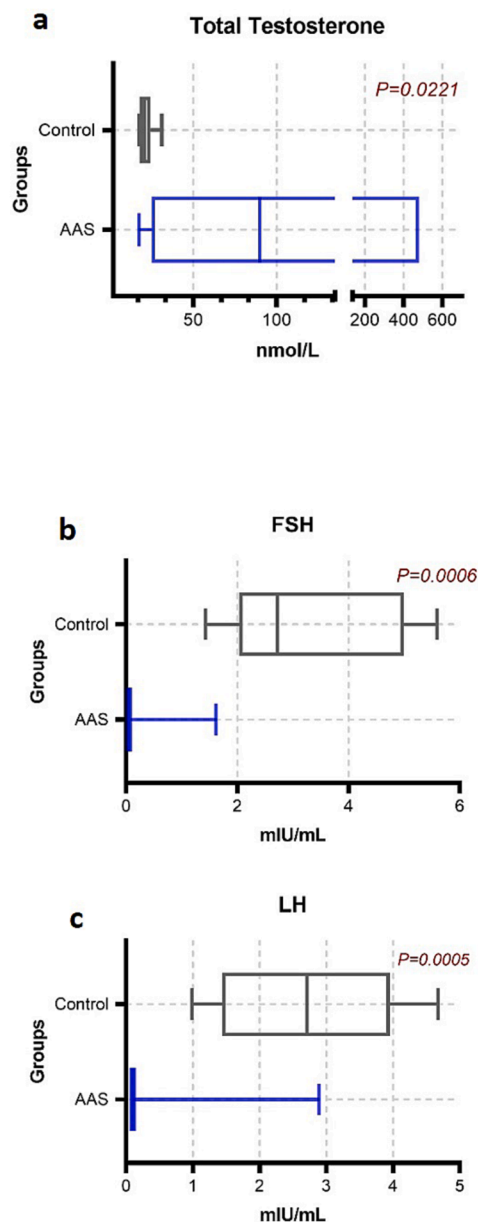 a
Total Testosterone
P=0.0221
Groups
Control
AAS
50 100 200 400 600
nmol/L
b
FSH
P=0.0006
Groups
Control
AAS
0 2 4 6
mIU/mL
c
LH
P=0.0005
Groups
Control
AAS
0 1 2 3 4 5
mIU/mL